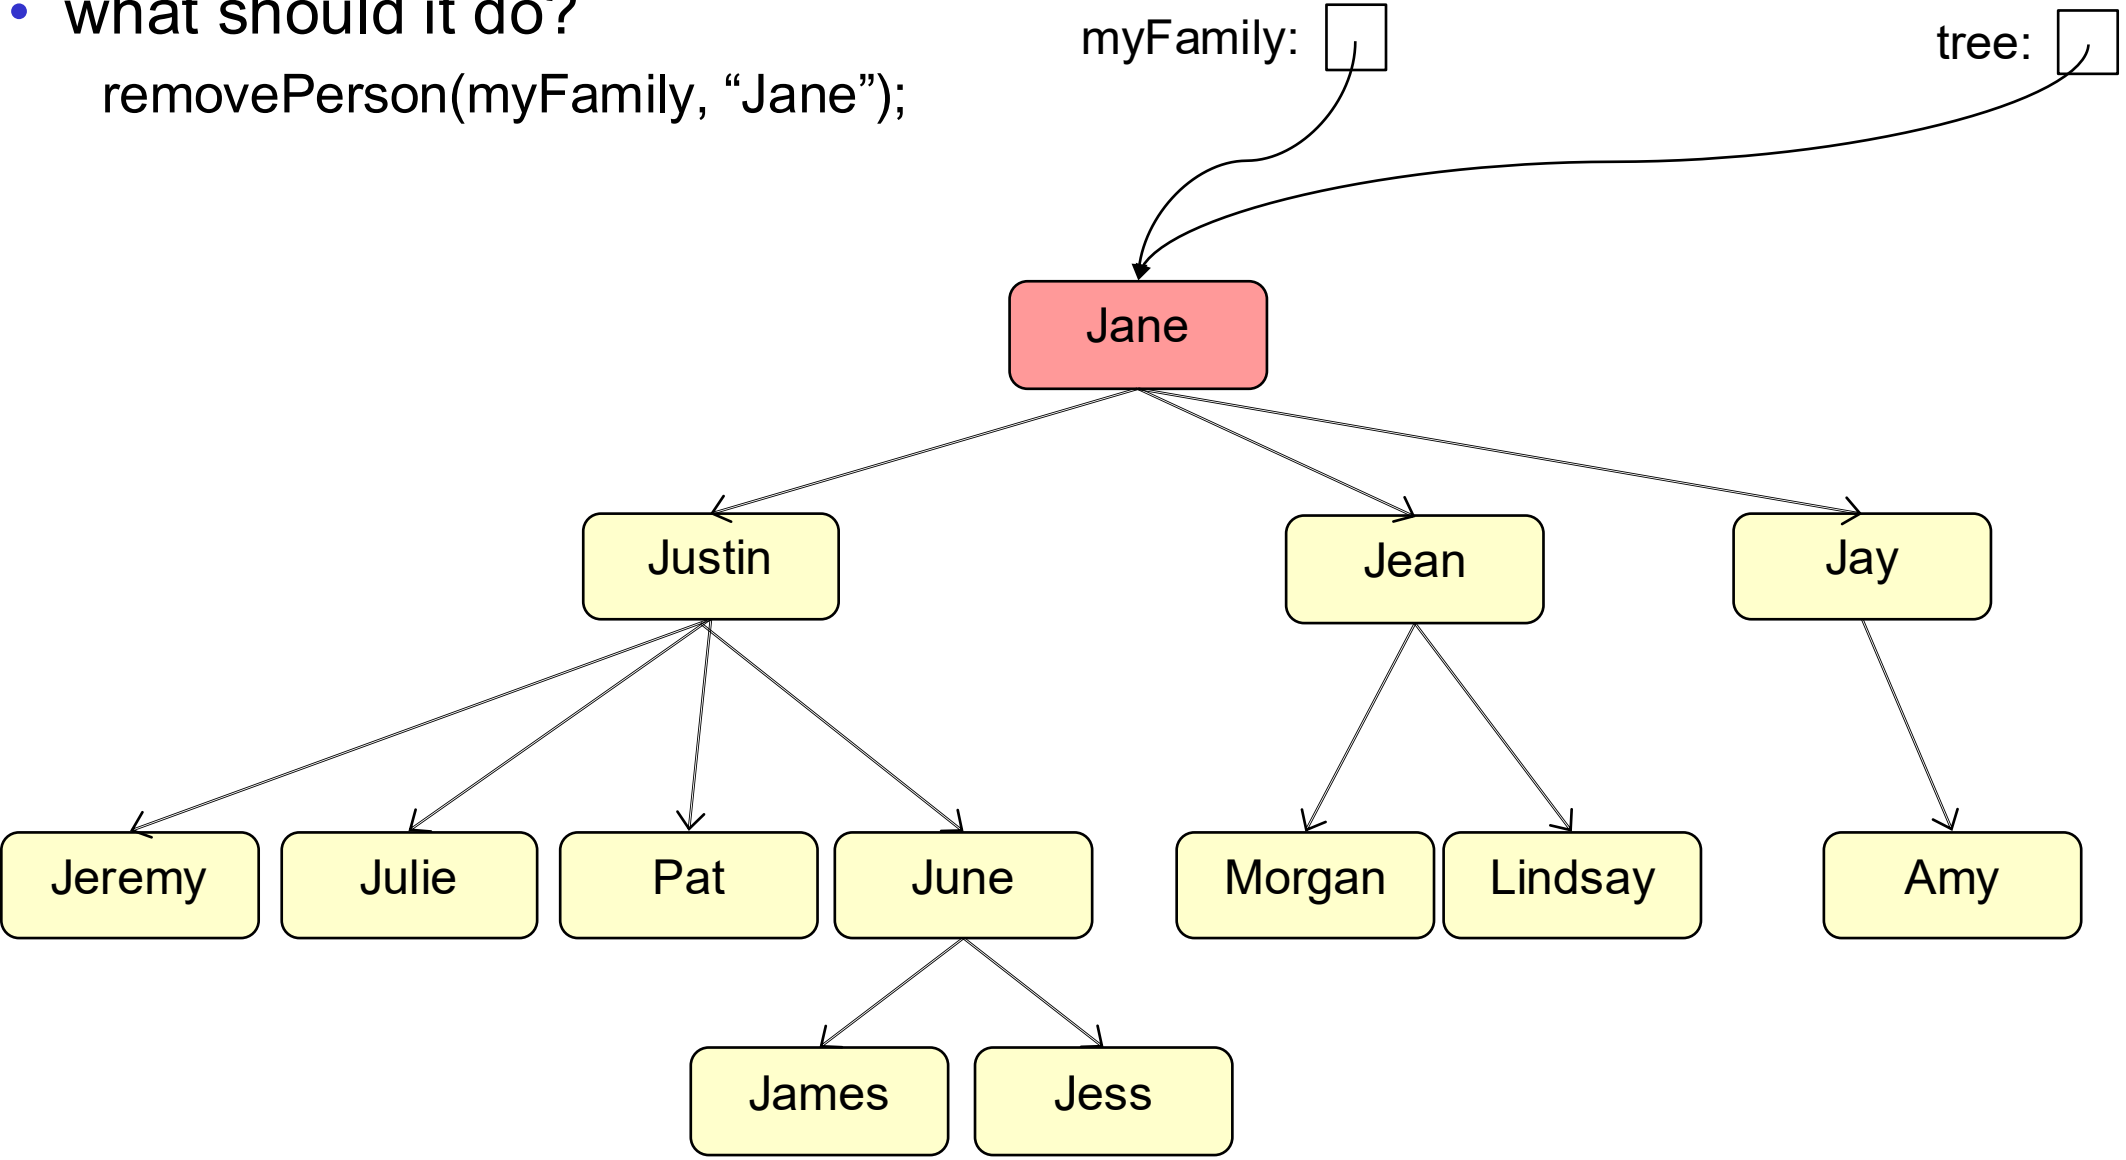 • what should it do?
myFamily:
tree:
removePerson(myFamily, “Jane”);
Jane
Justin
Jean
Jay
Jeremy
Julie
Pat
June
Morgan
Lindsay
Amy
James
Jess